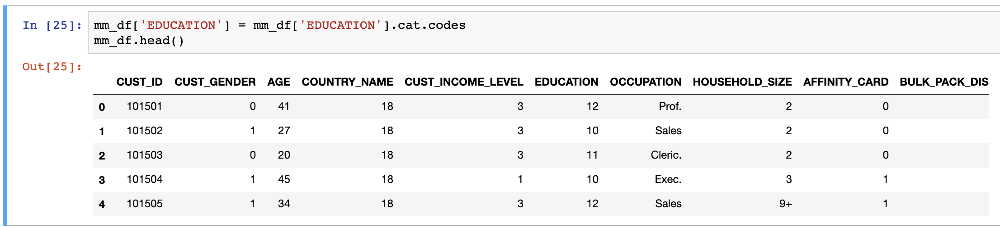 In [25]: mm_df['EDUCATION'] = mm_df['EDUCATION'].cat.codes
mm_df.head()
Out[25]:
CUST_ID CUST_GENDER AGE COUNTRY_NAME CUST_INCOME_LEVEL EDUCATION OCCUPATION HOUSEHOLD_SIZE AFFINITY_CARD BULK_PACK_DIS
0 101501 0 41 18 3 12 Prof. 2 0
1 101502 1 27 18 3 10 Sales 2 0
2 101503 0 20 18 3 11 Cleric. 2 0
3 101504 1 45 18 1 10 Exec. 3 1
4 101505 1 34 18 3 12 Sales 9+ 1